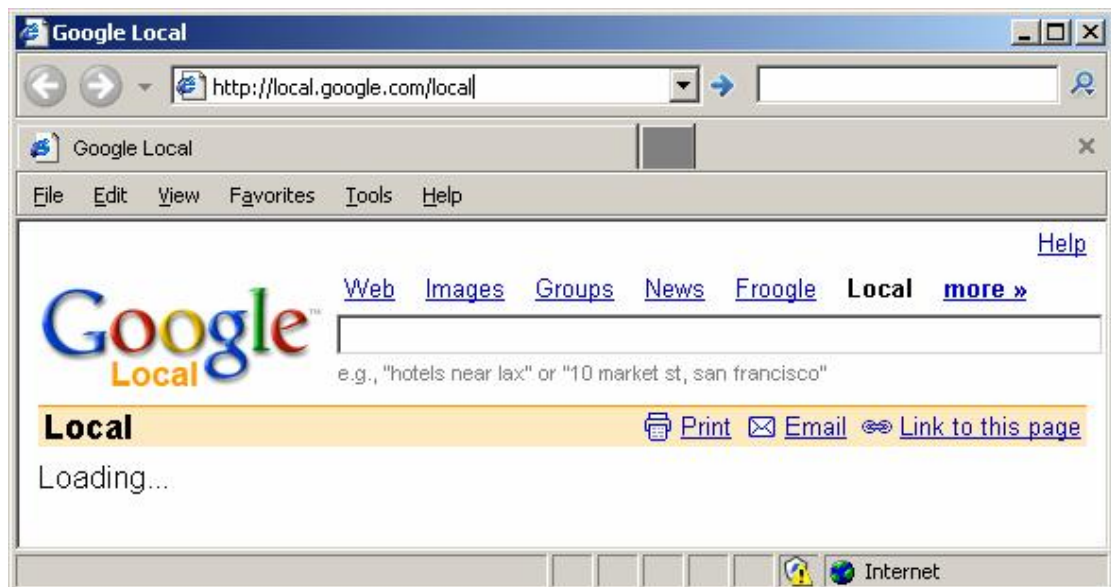 Google Local
http://local.google.com/local
Google Local
File Edit View Favorites Tools Help
Help
Web Images Groups News Froogle Local more »
Google™
Local
e.g., "hotels near lax" or "10 market st, san francisco"
Local Print Email Link to this page
Loading...
Internet